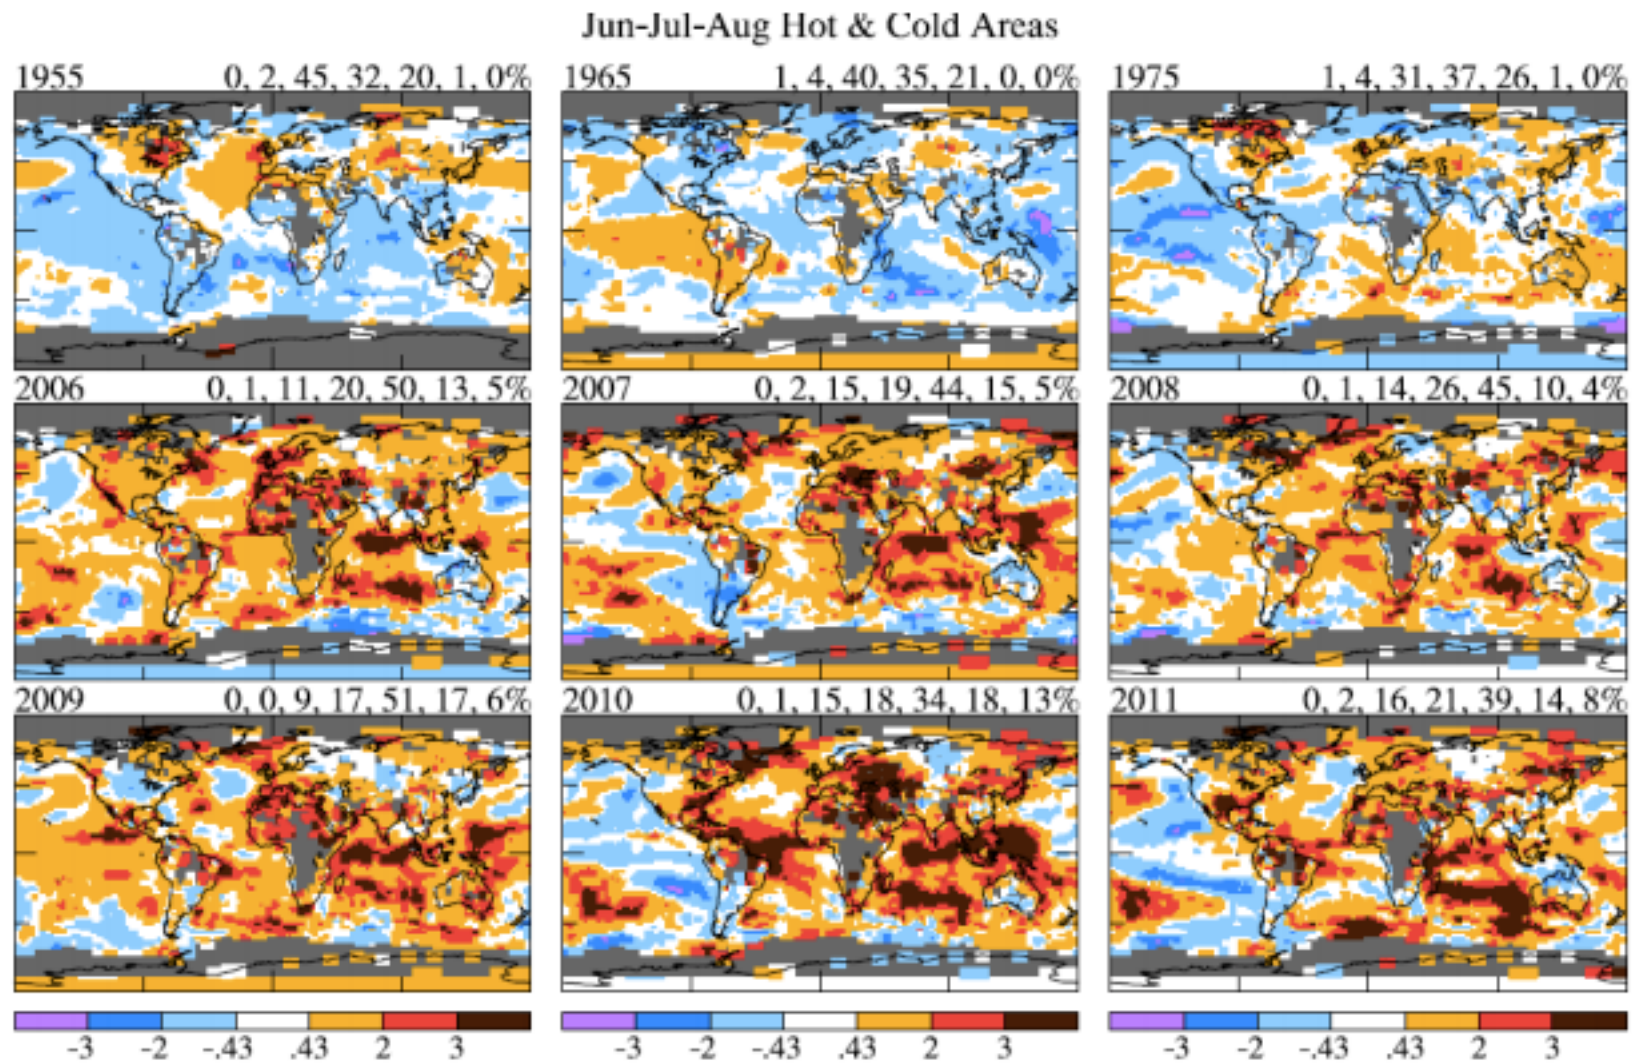 Jun-Jul-Aug Hot & Cold Areas
1955 0, 2, 45, 32, 20, 1, 0%
1965 1, 4, 40, 35, 21, 0, 0%
1975 1, 4, 31, 37, 26, 1, 0%
2006 0, 1, 11, 20, 50, 13, 5%
2007 0, 2, 15, 19, 44, 15, 5%
2008 0, 1, 14, 26, 45, 10, 4%
2009 0, 0, 9, 17, 51, 17, 6%
2010 0, 1, 15, 18, 34, 18, 13%
2011 0, 2, 16, 21, 39, 14, 8%
-3 -2 -.43 .43 2 3
-3 -2 -.43 .43 2 3
-3 -2 -.43 .43 2 3